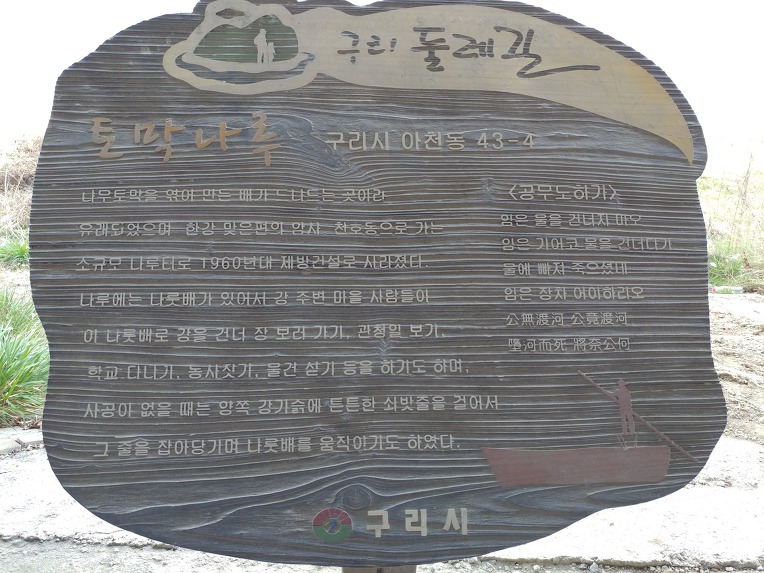 구리 둘레길
토막나루 구리시 아천동 43-4
나무토막을 엮어 만든 배가 드나드는 곳이라
유래되었으며 한강 맞은편의 암사, 천호동으로 가는
소규모 나루터로 1960년대 제방건설로 사라졌다.
나루에는 나룻배가 있어서 강 주변 마을 사람들이
이 나룻배로 강을 건너 장 보러 가기, 관청일 보기,
학교 다니기, 농사짓기, 물건 싣기 등을 하기도 하며,
사공이 없을 때는 양쪽 강기슭에 튼튼한 쇠밧줄을 걸어서
그 줄을 잡아당기며 나룻배를 움직이기도 하였다.
<공무도하가>
임은 물을 건너지 마오
임은 기어코 물을 건너다가
물에 빠져 죽으셨네
임은 장차 어이하리오
公無渡河 公竟渡河
墮河而死 將奈公何
구리시